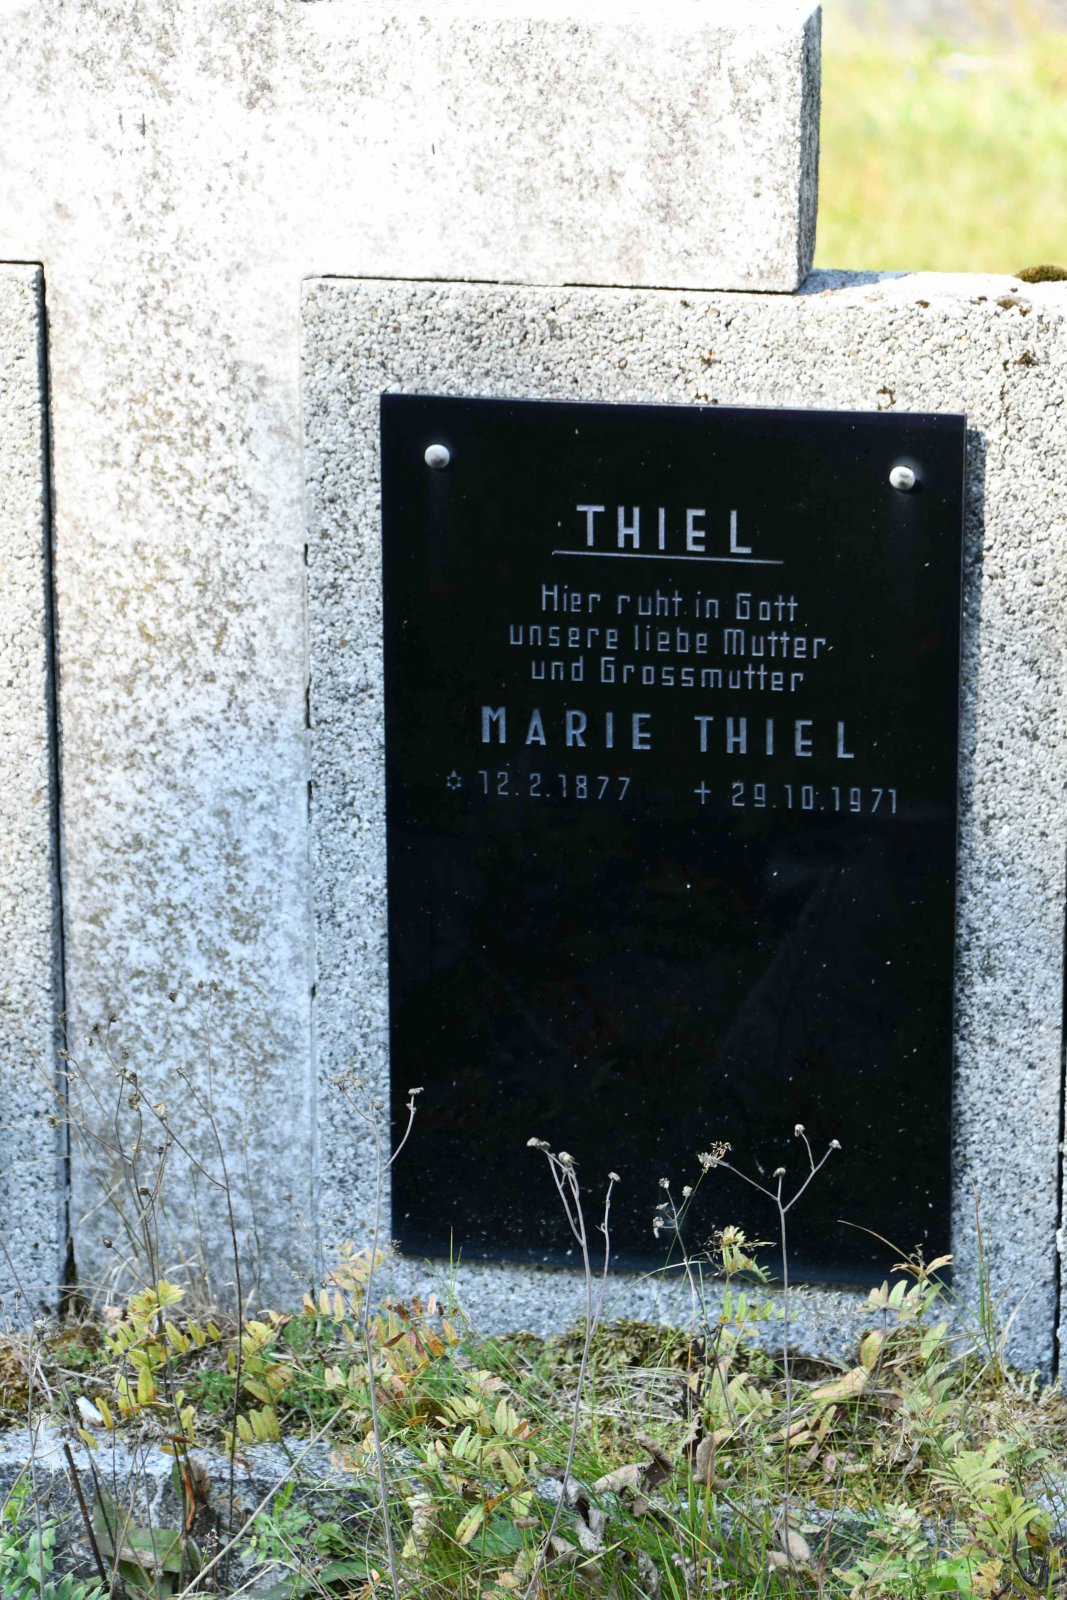 THIEL
Hier ruht in Gott
unsere liebe Mutter
und Grossmutter
MARIE THIEL
✡ 12.2.1877 + 29.10.1971